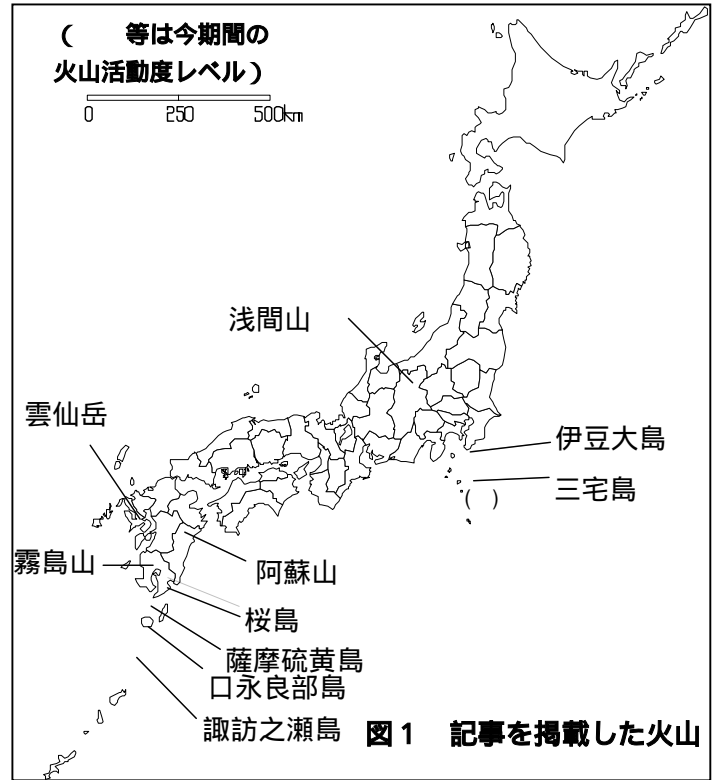 (　　等は今期間の
火山活動度レベル)
0 250 500km
浅間山
雲仙岳
伊豆大島
三宅島
(　)
霧島山
阿蘇山
桜島
薩摩硫黄島
口永良部島
諏訪之瀬島
図1　記事を掲載した火山